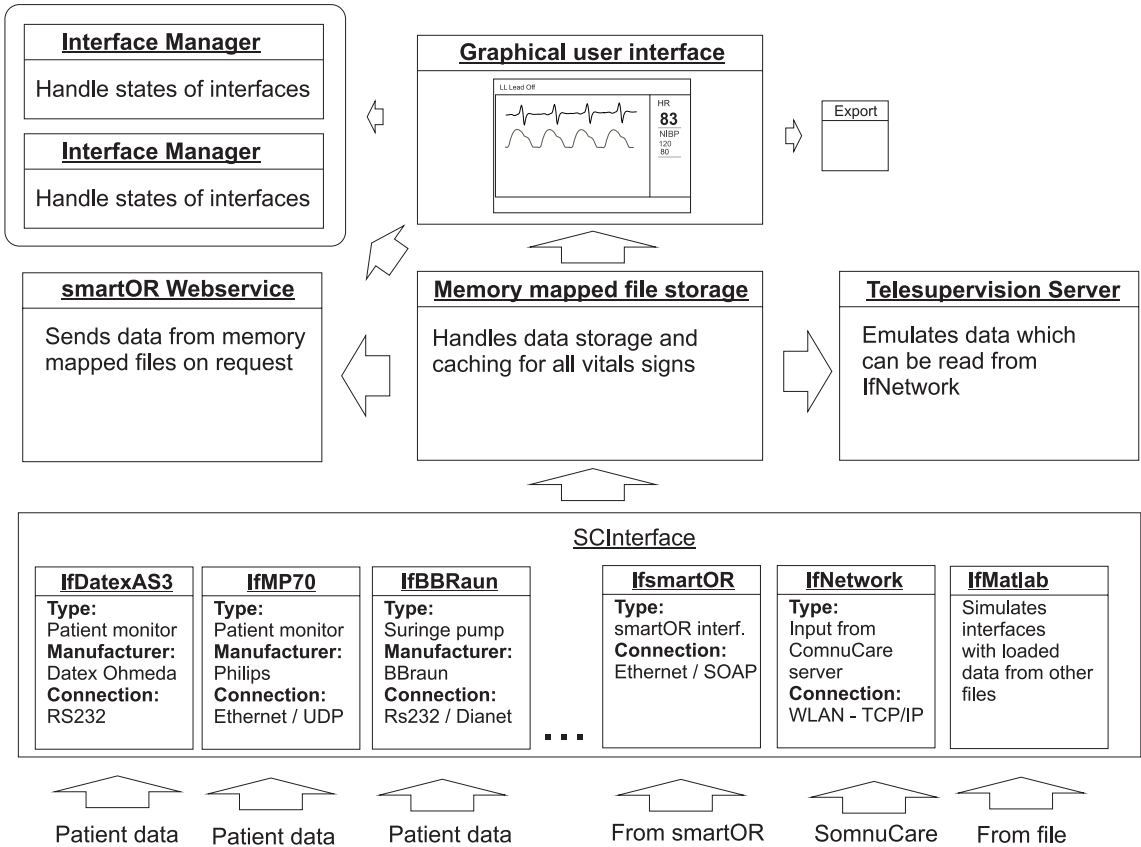 Interface Manager
Handle states of interfaces
Interface Manager
Handle states of interfaces
Graphical user interface
LL Lead Off
HR
83
NIBP
120
80
Export
smartOR Webservice
Sends data from memory
mapped files on request
Memory mapped file storage
Handles data storage and
caching for all vitals signs
Telesupervision Server
Emulates data which
can be read from
IfNetwork
SCInterface
IfDatexAS3
Type:
Patient monitor
Manufacturer:
Datex Ohmeda
Connection:
RS232
IfMP70
Type:
Patient monitor
Manufacturer:
Philips
Connection:
Ethernet / UDP
IfBBRaun
Type:
Suringe pump
Manufacturer:
BBraun
Connection:
Rs232 / Dianet
...
IfsmartOR
Type:
smartOR interf.
Connection:
Ethernet / SOAP
IfNetwork
Type:
Input from
ComnuCare
server
Connection:
WLAN - TCP/IP
IfMatlab
Simulates
interfaces
with loaded
data from other
files
Patient data
Patient data
Patient data
From smartOR
SomnuCare
From file